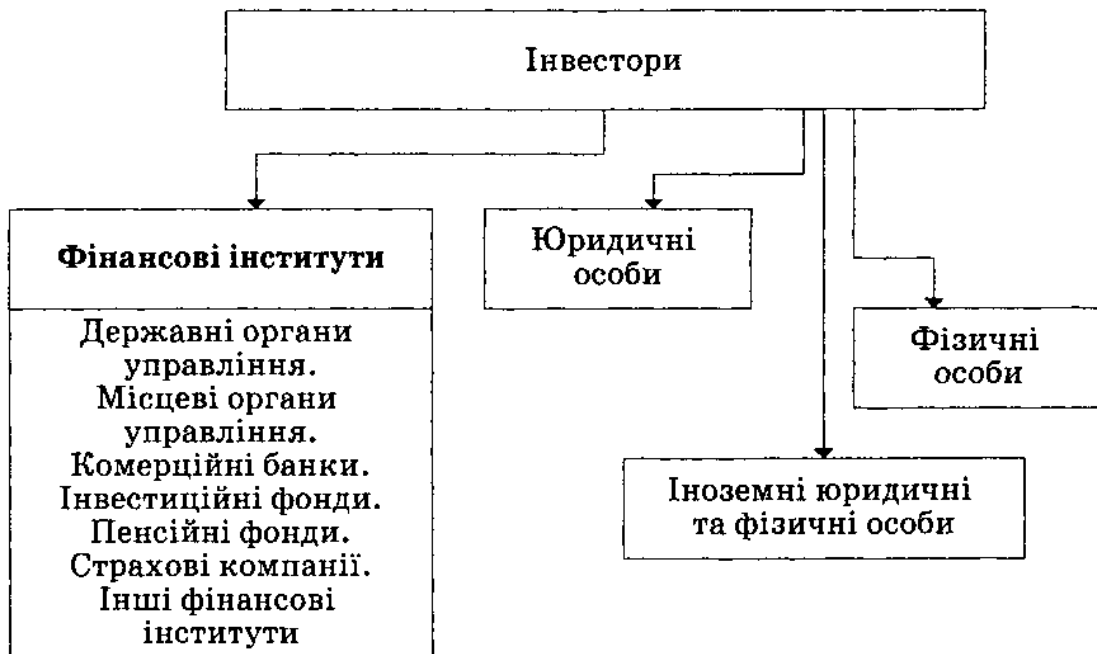 Інвестори
Фінансові інститути
Державні органи
управління.
Місцеві органи
управління.
Комерційні банки.
Інвестиційні фонди.
Пенсійні фонди.
Страхові компанії.
Інші фінансові
інститути
Юридичні
особи
Іноземні юридичні
та фізичні особи
Фізичні
особи